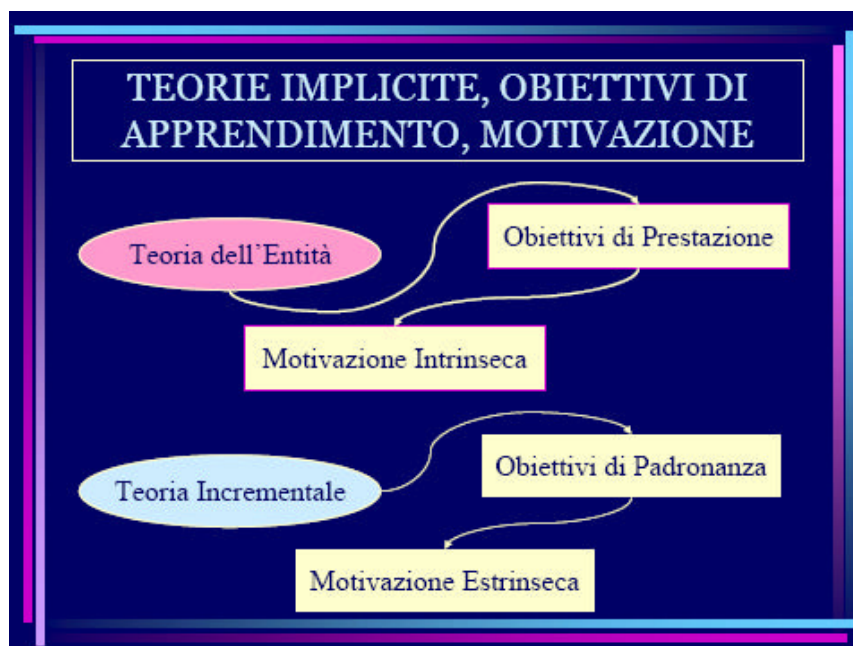 TEORIE IMPLICITE, OBIETTIVI DI
APPRENDIMENTO, MOTIVAZIONE
Teoria dell'Entità
Obiettivi di Prestazione
Motivazione Intrinseca
Teoria Incrementale
Obiettivi di Padronanza
Motivazione Estrinseca